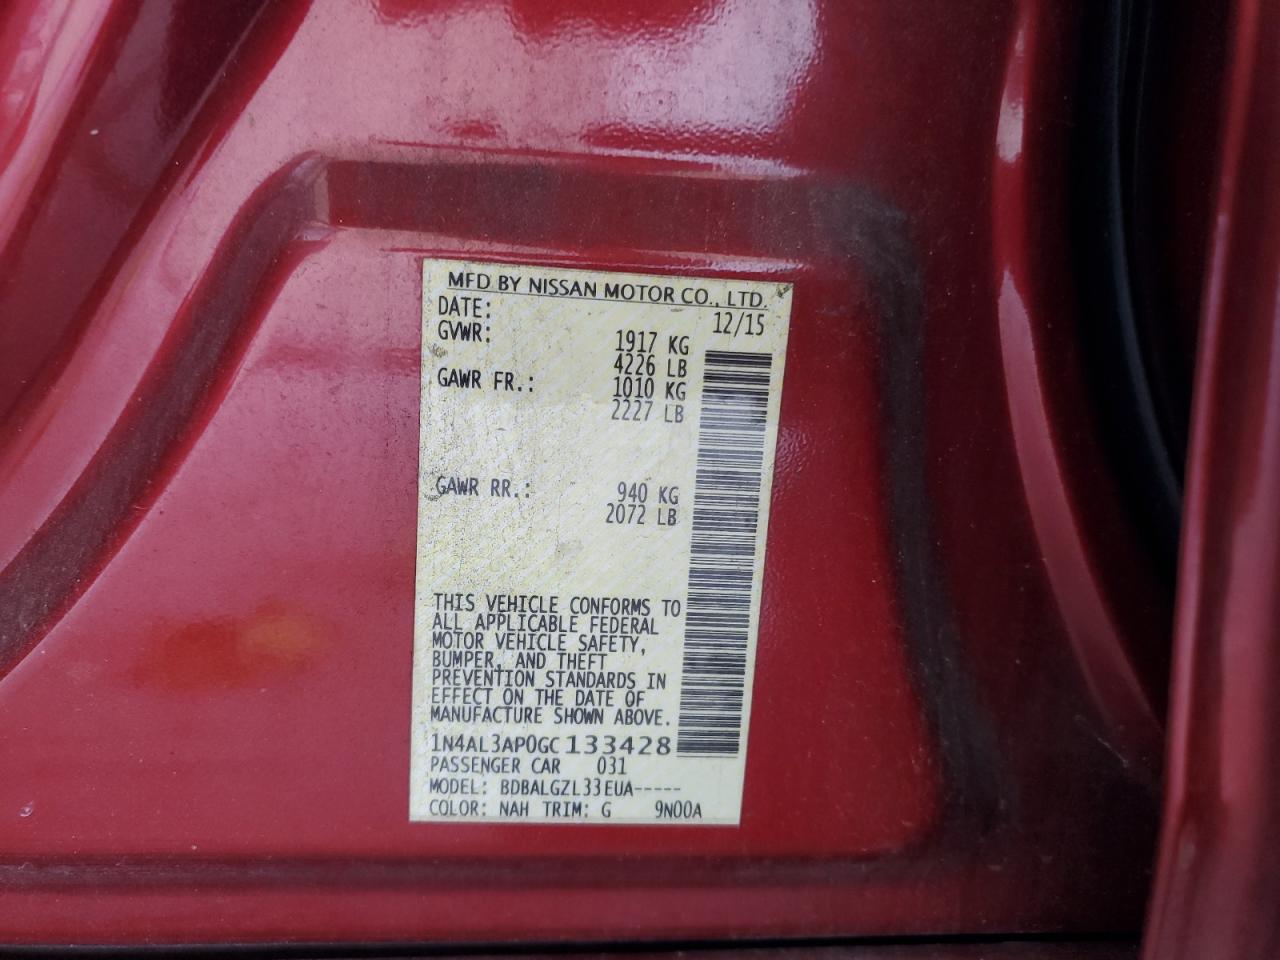 MFD BY NISSAN MOTOR CO., LTD.
DATE: 12/15
GVWR: 1917 KG
4226 LB
GAWR FR.: 1010 KG
2227 LB
GAWR RR.: 940 KG
2072 LB
THIS VEHICLE CONFORMS TO
ALL APPLICABLE FEDERAL
MOTOR VEHICLE SAFETY,
BUMPER, AND THEFT
PREVENTION STANDARDS IN
EFFECT ON THE DATE OF
MANUFACTURE SHOWN ABOVE.
1N4AL3AP0GC133428
PASSENGER CAR 031
MODEL: BDBALGZL33EUA-----
COLOR: NAH TRIM: G 9N00A